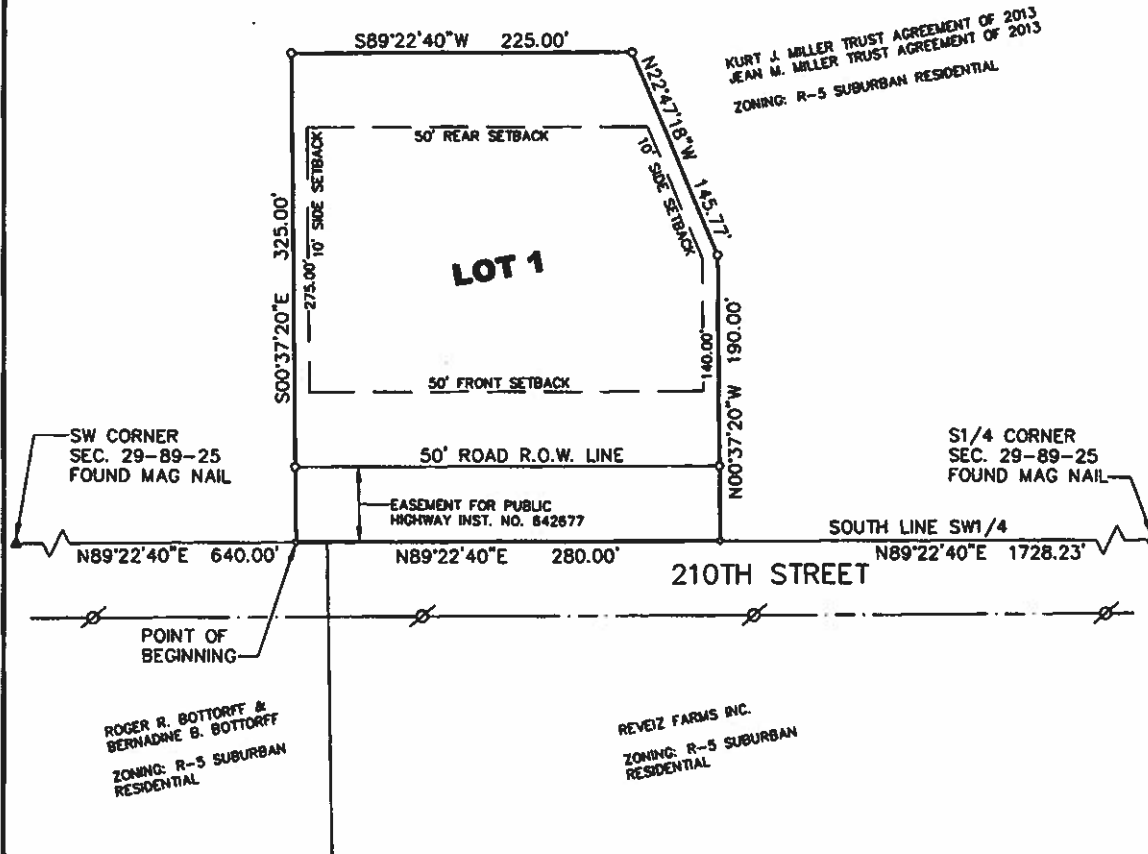 S89°22'40"W 225.00'
KURT J. MILLER TRUST AGREEMENT OF 2013
JEAN M. MILLER TRUST AGREEMENT OF 2013
ZONING: R-5 SUBURBAN RESIDENTIAL
N22°47'18"W 145.77'
50' REAR SETBACK
10' SIDE SETBACK
10' SIDE SETBACK
S00°37'20"E 325.00'
275.00'
LOT 1
140.00'
N00°37'20"W 190.00'
50' FRONT SETBACK
SW CORNER
SEC. 29-89-25
FOUND MAG NAIL
50' ROAD R.O.W. LINE
S1/4 CORNER
SEC. 29-89-25
FOUND MAG NAIL
EASEMENT FOR PUBLIC
HIGHWAY INST. NO. 642677
SOUTH LINE SW1/4
N89°22'40"E 640.00'
N89°22'40"E 280.00'
N89°22'40"E 1728.23'
210TH STREET
POINT OF
BEGINNING
ROGER R. BOTTORFF &
BERNADINE B. BOTTORFF
ZONING: R-5 SUBURBAN
RESIDENTIAL
REVEIZ FARMS INC.
ZONING: R-5 SUBURBAN
RESIDENTIAL